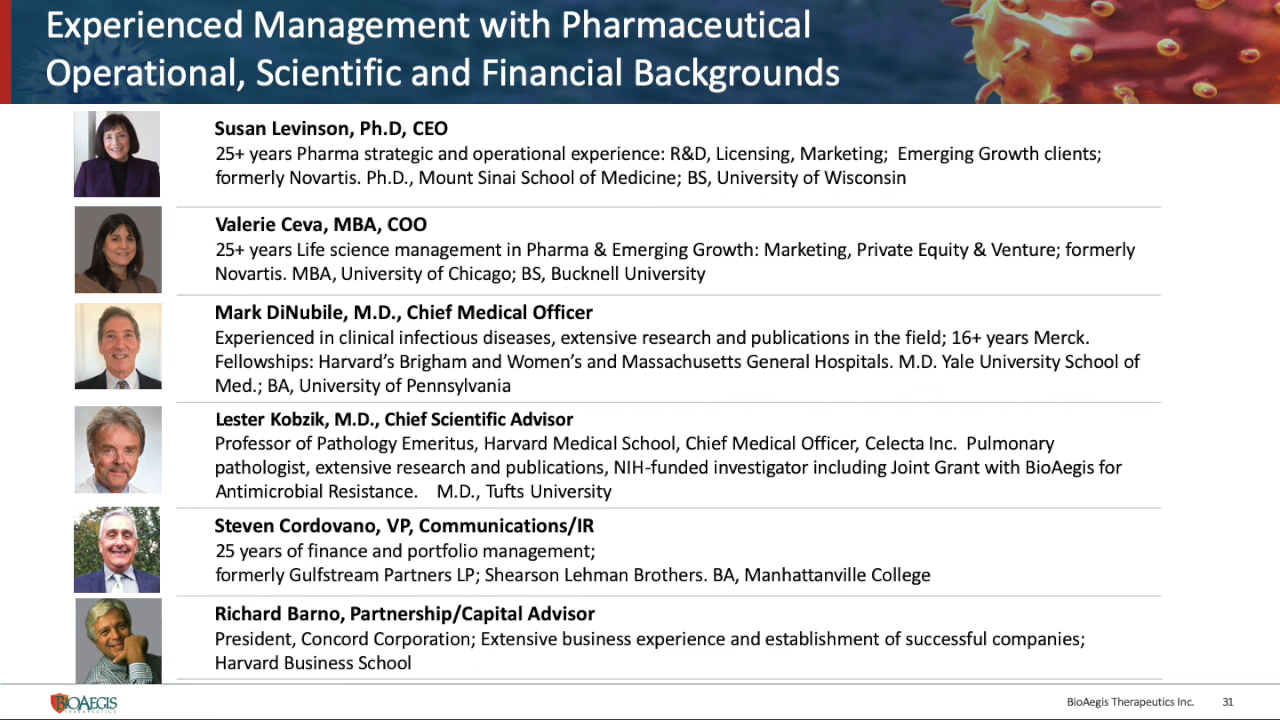 Experienced Management with Pharmaceutical
Operational, Scientific and Financial Backgrounds
Susan Levinson, Ph.D, CEO
25+ years Pharma strategic and operational experience: R&D, Licensing, Marketing; Emerging Growth clients;
formerly Novartis. Ph.D., Mount Sinai School of Medicine; BS, University of Wisconsin
Valerie Ceva, MBA, COO
25+ years Life science management in Pharma & Emerging Growth: Marketing, Private Equity & Venture; formerly
Novartis. MBA, University of Chicago; BS, Bucknell University
Mark DiNubile, M.D., Chief Medical Officer
Experienced in clinical infectious diseases, extensive research and publications in the field; 16+ years Merck.
Fellowships: Harvard’s Brigham and Women’s and Massachusetts General Hospitals. M.D. Yale University School of
Med.; BA, University of Pennsylvania
Lester Kobzik, M.D., Chief Scientific Advisor
Professor of Pathology Emeritus, Harvard Medical School, Chief Medical Officer, Celecta Inc. Pulmonary
pathologist, extensive research and publications, NIH-funded investigator including Joint Grant with BioAegis for
Antimicrobial Resistance. M.D., Tufts University
Steven Cordovano, VP, Communications/IR
25 years of finance and portfolio management;
formerly Gulfstream Partners LP; Shearson Lehman Brothers. BA, Manhattanville College
Richard Barno, Partnership/Capital Advisor
President, Concord Corporation; Extensive business experience and establishment of successful companies;
Harvard Business School
BIOAEGIS
THERAPEUTICS
BioAegis Therapeutics Inc. 31